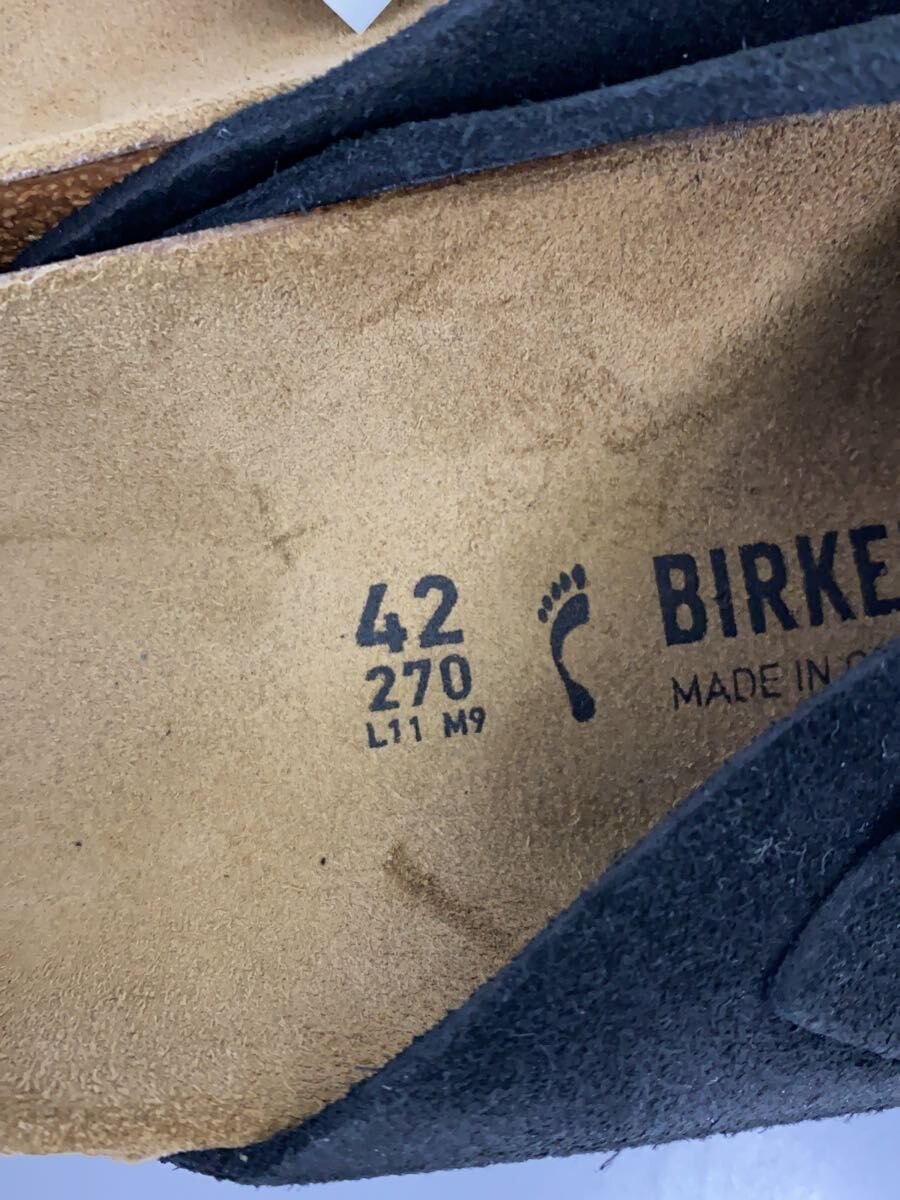 42
270
L11 M9
BIRKE
MADE IN